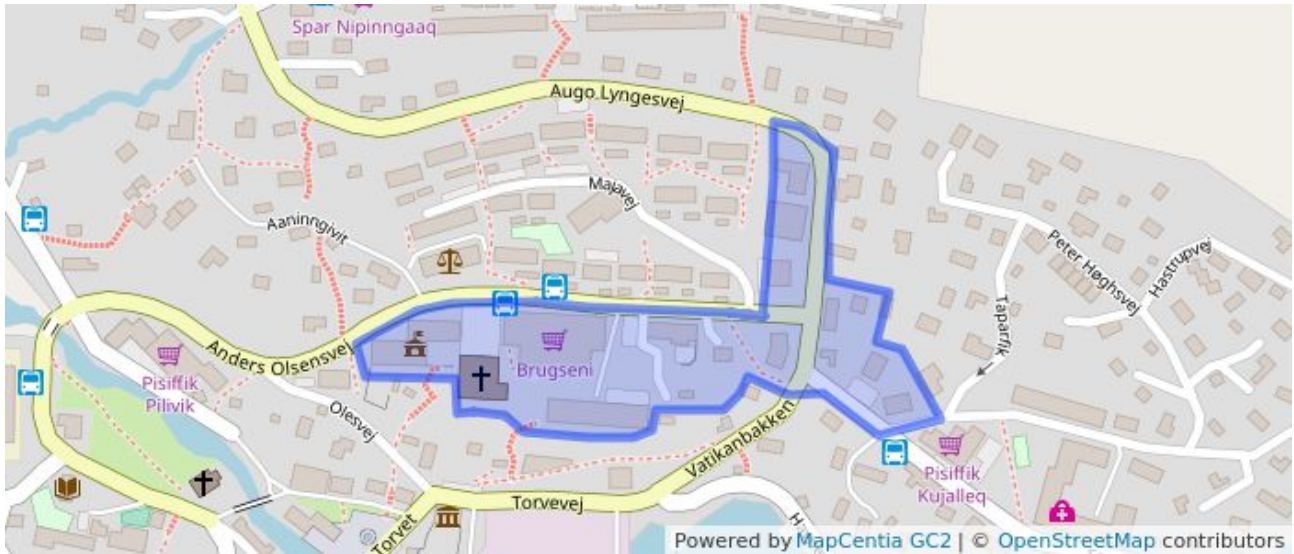 Spar Nipinngaaq
Augo Lyngesvej
Majavej
Aaninngivit
Peter Høghsvej
Hastrupvej
Taparfik
Anders Olsensvej
Brugseni
Pisiffik
Pilivik
Olesvej
Vatikanbakken
Pisiffik
Kujalleq
Torvevej
Torvet
H
Powered by MapCentia GC2 | © OpenStreetMap contributors